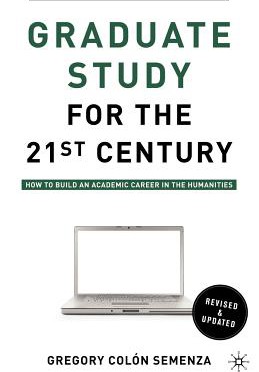 GRADUATE
STUDY
FOR THE
21ST CENTURY
HOW TO BUILD AN ACADEMIC CAREER IN THE HUMANITIES
REVISED
&
UPDATED
GREGORY COLÓN SEMENZA